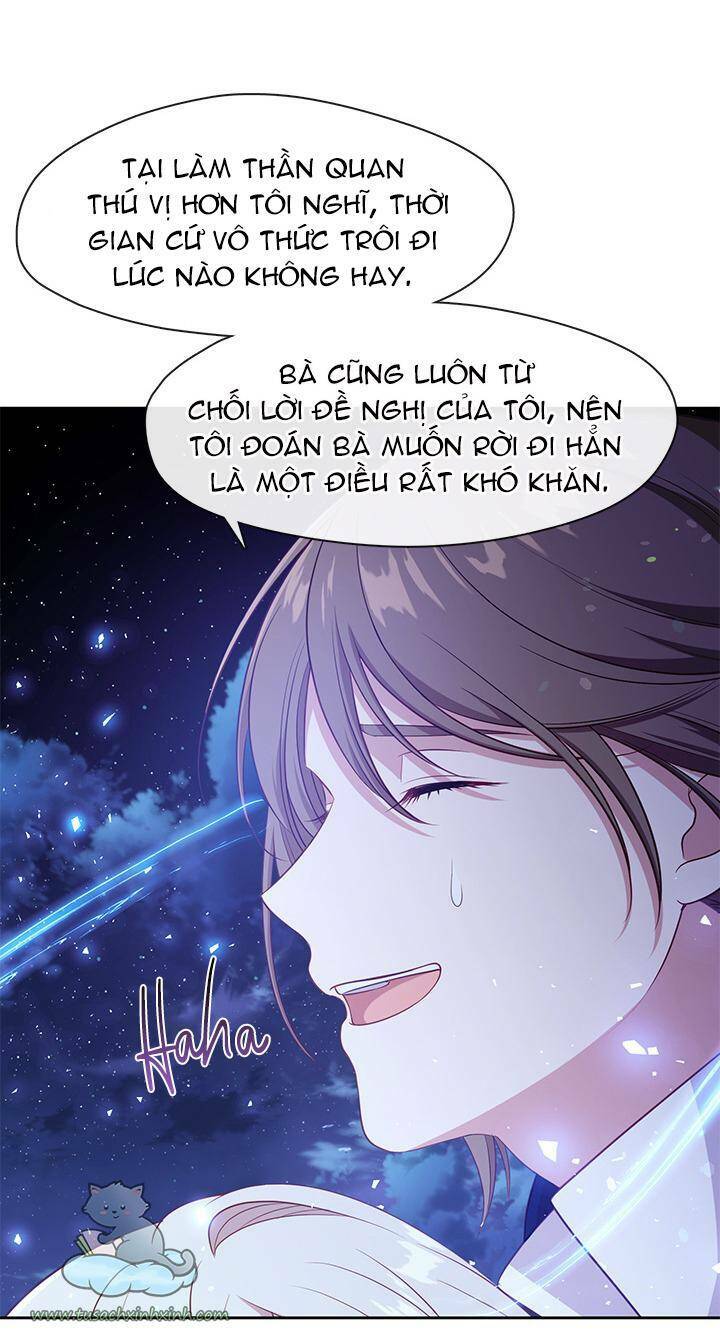 TẠI LÀM THẦN QUAN
THÚ VỊ HƠN TÔI NGHĨ, THỜI
GIAN CỨ VÔ THỨC TRÔI ĐI
LÚC NÀO KHÔNG HAY.
BÀ CŨNG LUÔN TỪ
CHỐI LỜI ĐỀ NGHỊ CỦA TÔI, NÊN
TÔI ĐOÁN BÀ MUỐN RỜI ĐI HẲN
LÀ MỘT ĐIỀU RẤT KHÓ KHĂN.
Haha
www.tusachxinhxinh.com